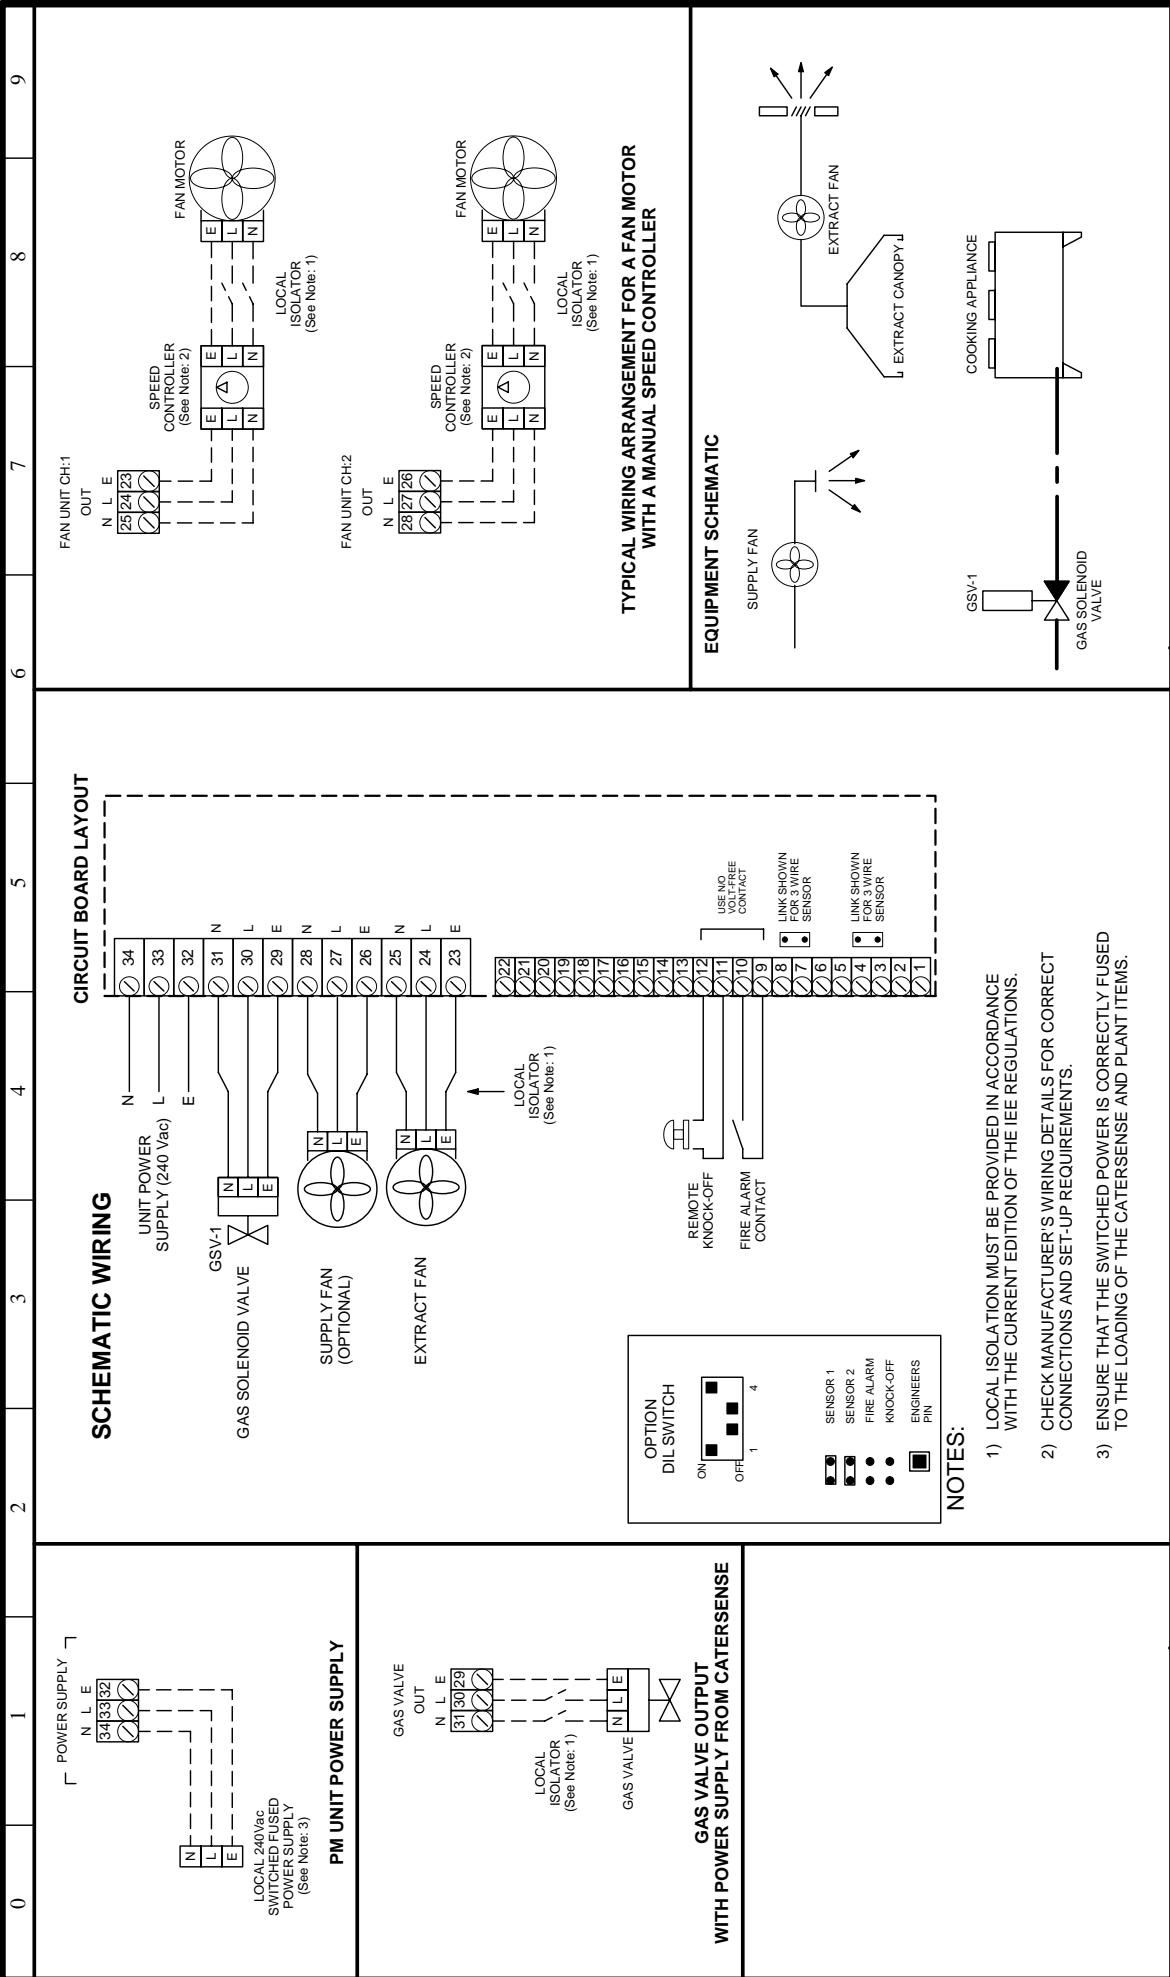 0 1 2 3 4 5 6 7 8 9
POWER SUPPLY
N L E
34 33 32
N
L
E
LOCAL 240Vac
SWITCHED FUSED
POWER SUPPLY
(See Note: 3)
PM UNIT POWER SUPPLY
GAS VALVE
OUT
N L E
31 30 29
LOCAL
ISOLATOR
(See Note: 1)
N L E
GAS VALVE
GAS VALVE OUTPUT
WITH POWER SUPPLY FROM CATERSENSE
SCHEMATIC WIRING
CIRCUIT BOARD LAYOUT
N
L
E
UNIT POWER
SUPPLY (240 Vac)
34
33
32
31 N
30 L
29 E
28 N
27 L
26 E
25 N
24 L
23 E
GSV-1
N
L
E
GAS SOLENOID VALVE
N
L
E
SUPPLY FAN
(OPTIONAL)
N
L
E
EXTRACT FAN
LOCAL
ISOLATOR
(See Note: 1)
22
21
20
19
18
17
16
15
14
13
12
11
10
9
8
7
6
5
4
3
2
1
USE N/O
VOLT-FREE
CONTACT
LINK SHOWN
FOR 3 WIRE
SENSOR
LINK SHOWN
FOR 3 WIRE
SENSOR
REMOTE
KNOCK-OFF
FIRE ALARM
CONTACT
OPTION
DIL SWITCH
ON
OFF
1 4
SENSOR 1
SENSOR 2
FIRE ALARM
KNOCK-OFF
ENGINEERS
PIN
NOTES:
1) LOCAL ISOLATION MUST BE PROVIDED IN ACCORDANCE
WITH THE CURRENT EDITION OF THE IEE REGULATIONS.
2) CHECK MANUFACTURER'S WIRING DETAILS FOR CORRECT
CONNECTIONS AND SET-UP REQUIREMENTS.
3) ENSURE THAT THE SWITCHED POWER IS CORRECTLY FUSED
TO THE LOADING OF THE CATERSENSE AND PLANT ITEMS.
FAN UNIT CH:1
OUT
N L E
25 24 23
SPEED
CONTROLLER
(See Note: 2)
E E
L L
N N
LOCAL
ISOLATOR
(See Note: 1)
FAN MOTOR
E
L
N
FAN UNIT CH:2
OUT
N L E
28 27 26
SPEED
CONTROLLER
(See Note: 2)
E E
L L
N N
LOCAL
ISOLATOR
(See Note: 1)
FAN MOTOR
E
L
N
TYPICAL WIRING ARRANGEMENT FOR A FAN MOTOR
WITH A MANUAL SPEED CONTROLLER
EQUIPMENT SCHEMATIC
SUPPLY FAN
EXTRACT FAN
EXTRACT CANOPY
GSV-1
GAS SOLENOID
VALVE
COOKING APPLIANCE